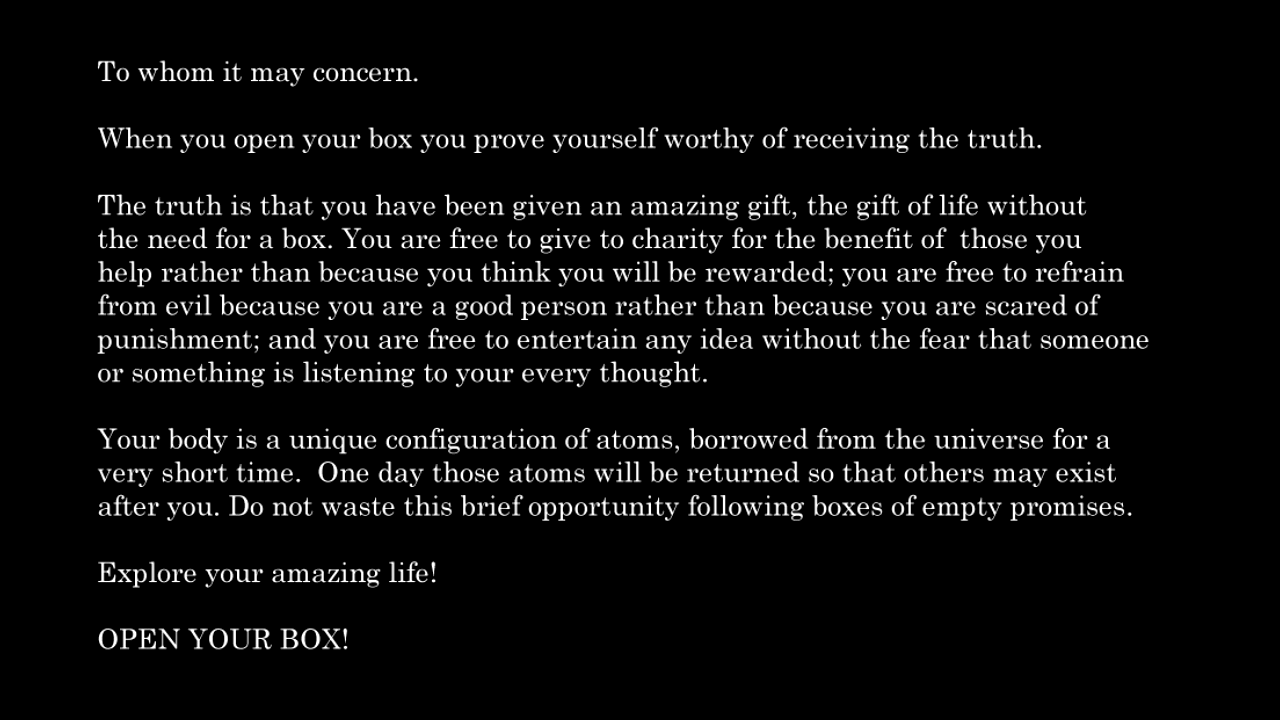 To whom it may concern.
When you open your box you prove yourself worthy of receiving the truth.
The truth is that you have been given an amazing gift, the gift of life without
the need for a box. You are free to give to charity for the benefit of  those you
help rather than because you think you will be rewarded; you are free to refrain
from evil because you are a good person rather than because you are scared of
punishment; and you are free to entertain any idea without the fear that someone
or something is listening to your every thought.
Your body is a unique configuration of atoms, borrowed from the universe for a
very short time.  One day those atoms will be returned so that others may exist
after you. Do not waste this brief opportunity following boxes of empty promises.
Explore your amazing life!
OPEN YOUR BOX!